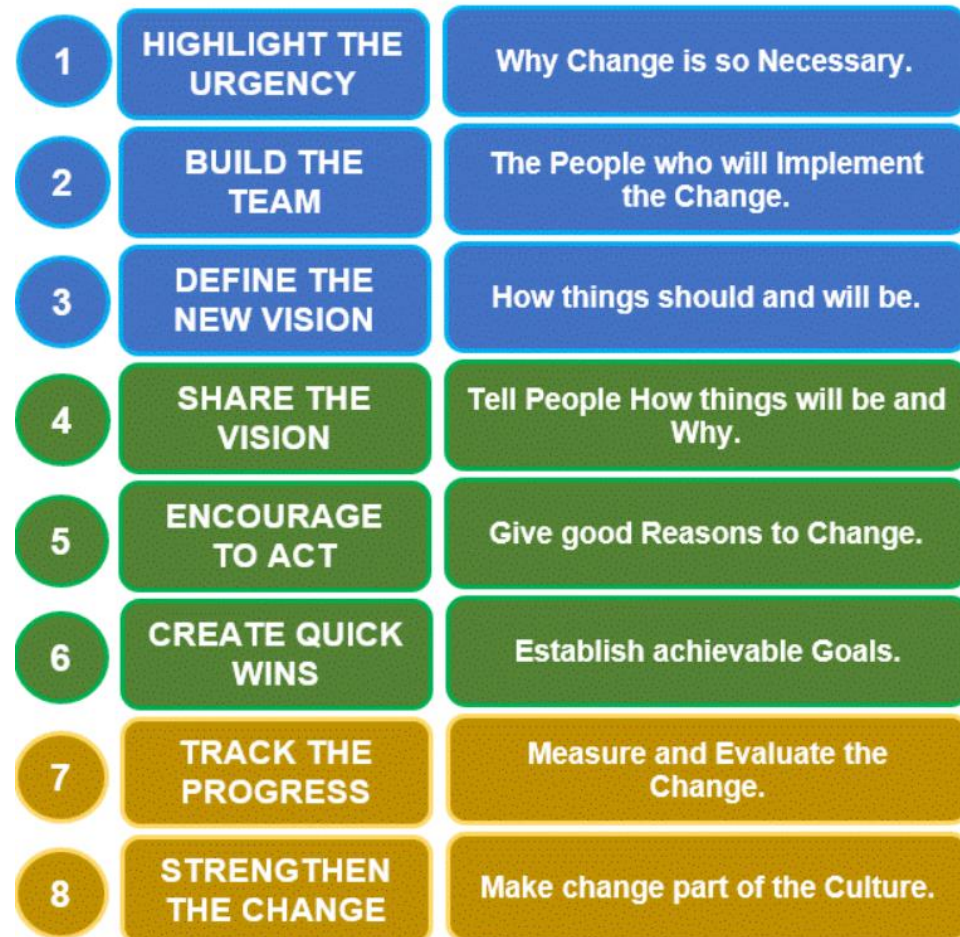 1
HIGHLIGHT THE
URGENCY
Why Change is so Necessary.
2
BUILD THE
TEAM
The People who will Implement
the Change.
3
DEFINE THE
NEW VISION
How things should and will be.
4
SHARE THE
VISION
Tell People How things will be and
Why.
5
ENCOURAGE
TO ACT
Give good Reasons to Change.
6
CREATE QUICK
WINS
Establish achievable Goals.
7
TRACK THE
PROGRESS
Measure and Evaluate the
Change.
8
STRENGTHEN
THE CHANGE
Make change part of the Culture.